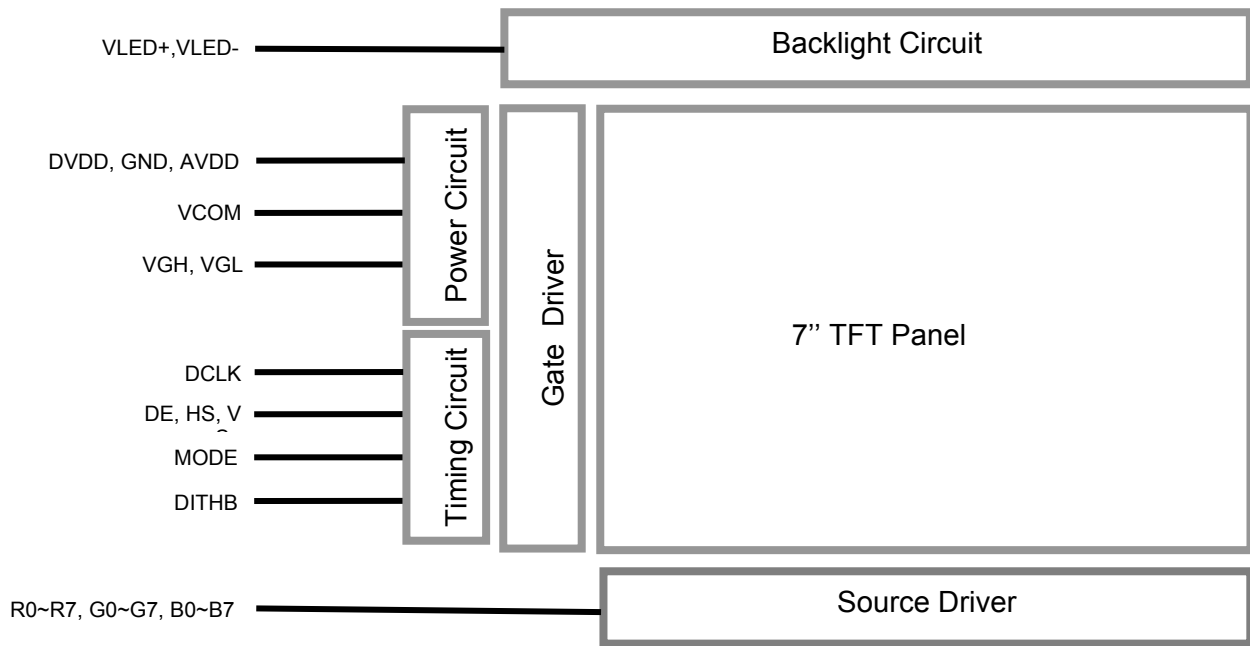 VLED+,VLED-
Backlight Circuit
DVDD, GND, AVDD
VCOM
VGH, VGL
Power Circuit
DCLK
DE, HS, V
MODE
DITHB
Timing Circuit
Gate Driver
7’’ TFT Panel
R0~R7, G0~G7, B0~B7
Source Driver